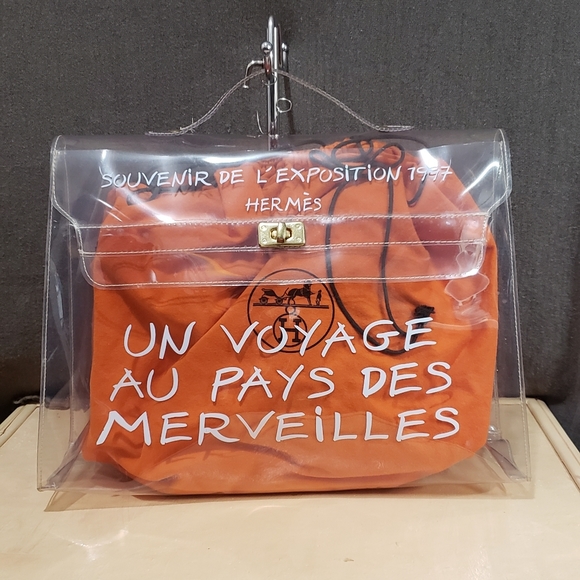 SOUVENIR DE L'EXPOSITION 1997
HERMÈS
H
UN VOYAGE
AU PAYS DES
MERVEILLES